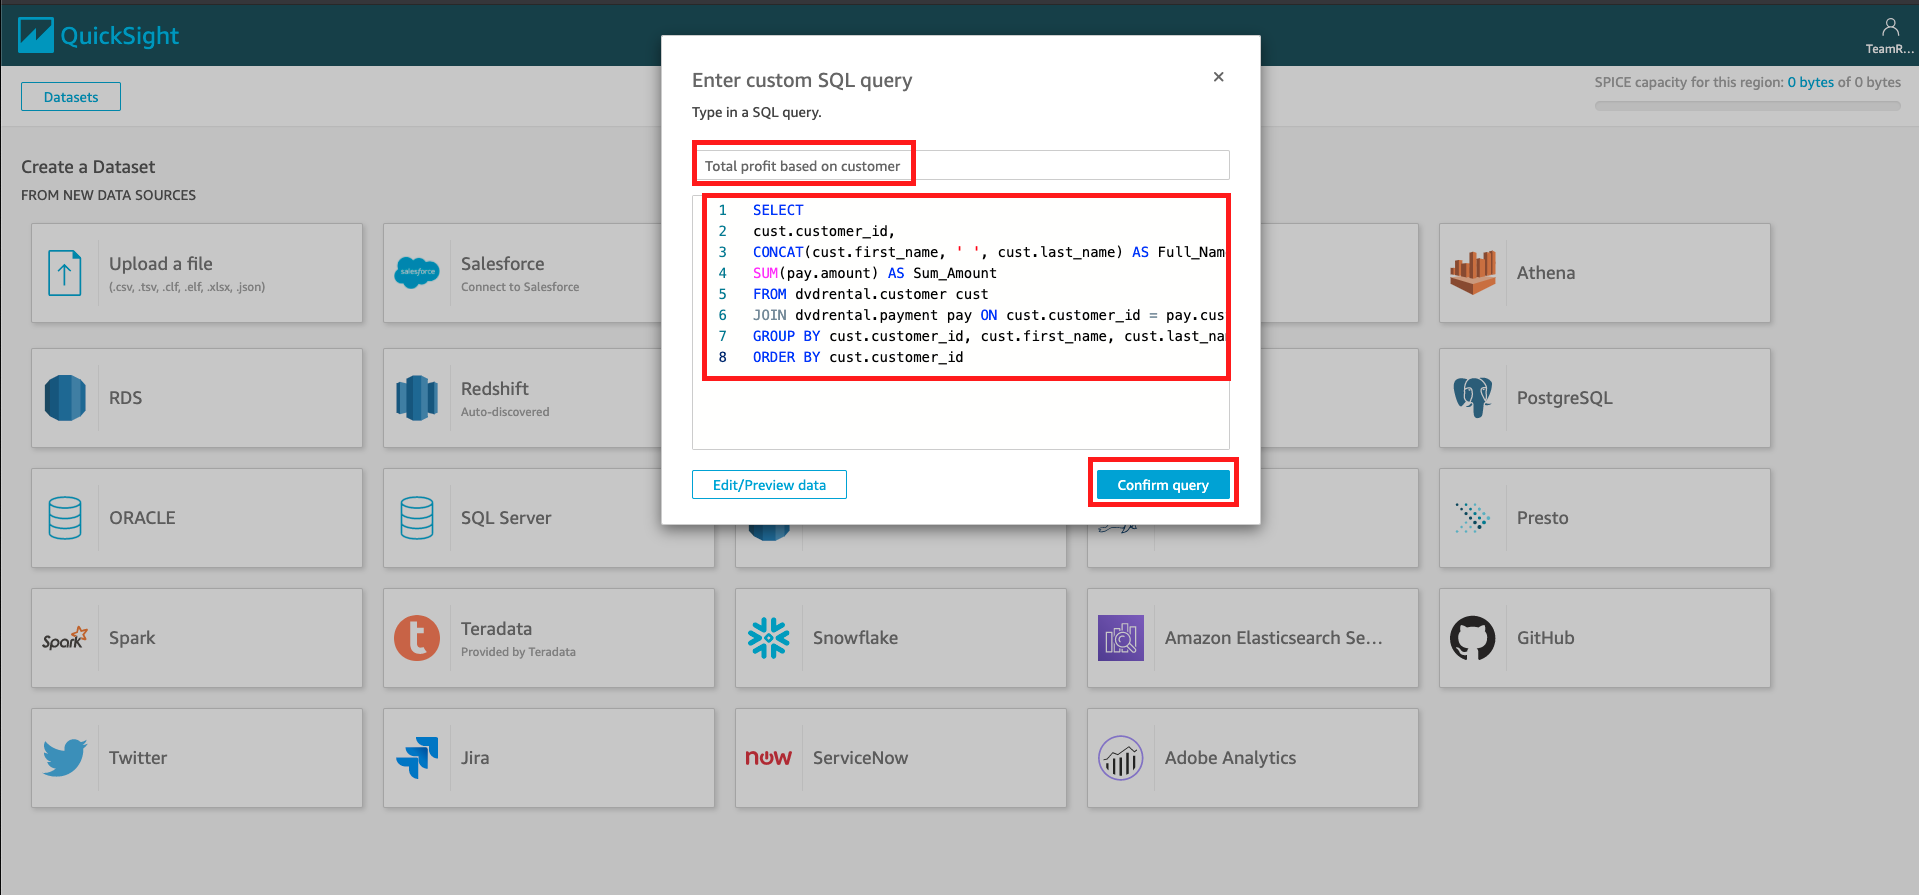 QuickSight
TeamR...
Datasets
SPICE capacity for this region: 0 bytes of 0 bytes
Enter custom SQL query
Type in a SQL query.
Total profit based on customer
1 SELECT
2 cust.customer_id,
3 CONCAT(cust.first_name, ' ', cust.last_name) AS Full_Nam
4 SUM(pay.amount) AS Sum_Amount
5 FROM dvdrental.customer cust
6 JOIN dvdrental.payment pay ON cust.customer_id = pay.cus
7 GROUP BY cust.customer_id, cust.first_name, cust.last_na
8 ORDER BY cust.customer_id
Edit/Preview data
Confirm query
Create a Dataset
FROM NEW DATA SOURCES
Upload a file
(.csv, .tsv, .clf, .elf, .xlsx, .json)
salesforce
Salesforce
Connect to Salesforce
Athena
RDS
Redshift
Auto-discovered
PostgreSQL
ORACLE
SQL Server
Presto
Spark
Spark
Teradata
Provided by Teradata
Snowflake
Amazon Elasticsearch Se...
GitHub
Twitter
Jira
now
ServiceNow
Adobe Analytics